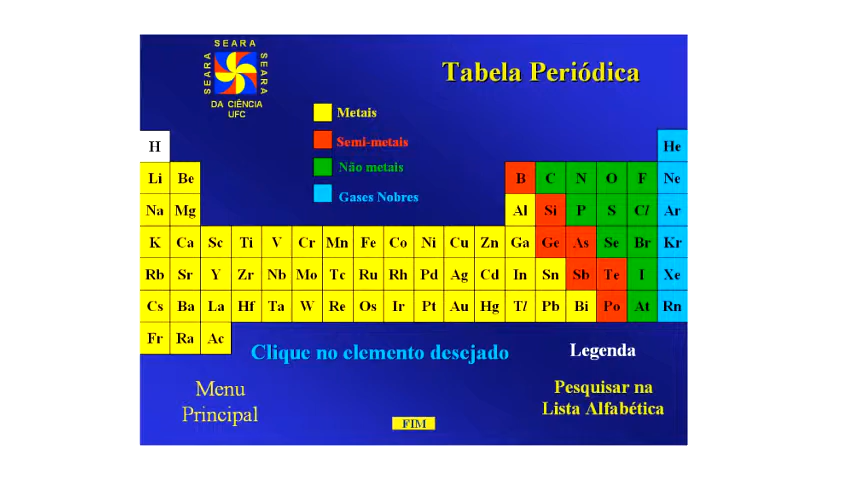 SEARA
SEARA
SEARA
DA CIÊNCIA
UFC
Tabela Periódica
Metais
Semi-metais
Não metais
Gases Nobres
H He
Li Be B C N O F Ne
Na Mg Al Si P S Cl Ar
K Ca Sc Ti V Cr Mn Fe Co Ni Cu Zn Ga Ge As Se Br Kr
Rb Sr Y Zr Nb Mo Tc Ru Rh Pd Ag Cd In Sn Sb Te I Xe
Cs Ba La Hf Ta W Re Os Ir Pt Au Hg Tl Pb Bi Po At Rn
Fr Ra Ac
Clique no elemento desejado
Legenda
Menu
Principal
Pesquisar na
Lista Alfabética
FIM